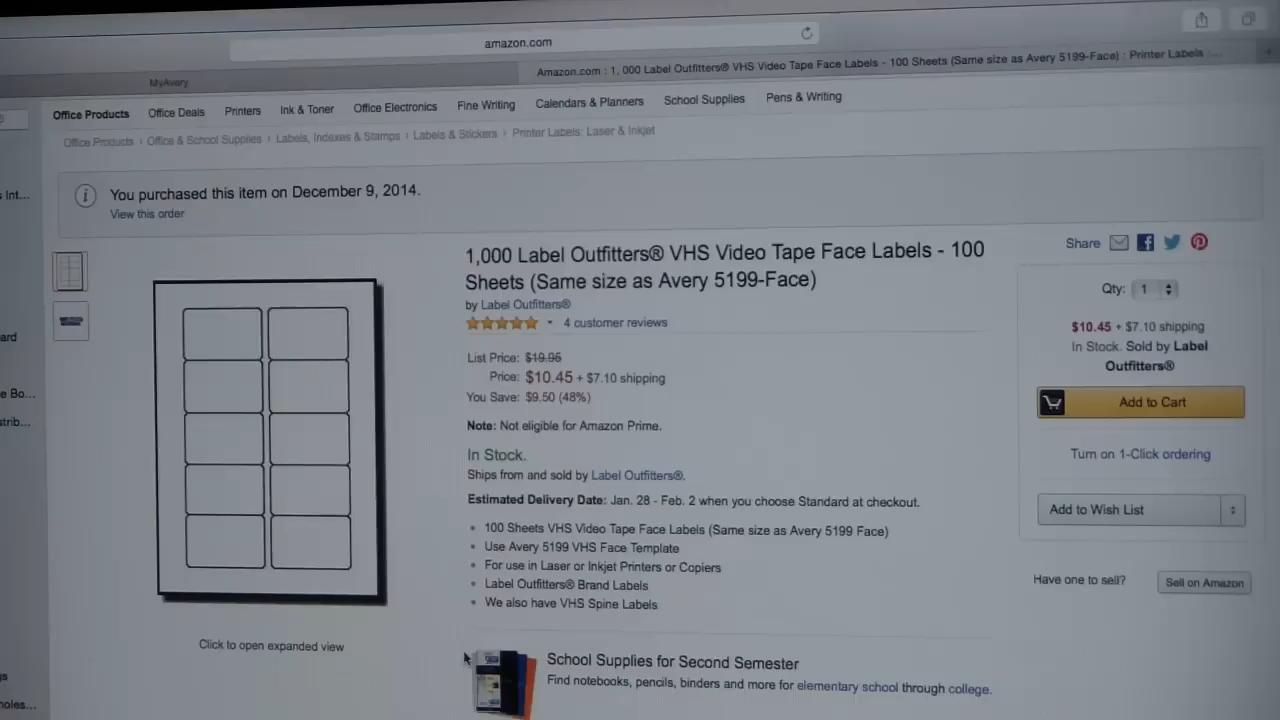 amazon.com
MyAvery
Amazon.com : 1, 000 Label Outfitters® VHS Video Tape Face Labels - 100 Sheets (Same size as Avery 5199-Face) : Printer Labels : ...
Office Products Office Deals Printers Ink & Toner Office Electronics Fine Writing Calendars & Planners School Supplies Pens & Writing
Office Products › Office & School Supplies › Labels, Indexes & Stamps › Labels & Stickers › Printer Labels: Laser & Inkjet
s Int...
i
You purchased this item on December 9, 2014.
View this order
1,000 Label Outfitters® VHS Video Tape Face Labels - 100
Sheets (Same size as Avery 5199-Face)
by Label Outfitters®
4 customer reviews
List Price: $19.95
Price: $10.45 + $7.10 shipping
You Save: $9.50 (48%)
Note: Not eligible for Amazon Prime.
In Stock.
Ships from and sold by Label Outfitters®.
Estimated Delivery Date: Jan. 28 - Feb. 2 when you choose Standard at checkout.
• 100 Sheets VHS Video Tape Face Labels (Same size as Avery 5199 Face)
• Use Avery 5199 VHS Face Template
• For use in Laser or Inkjet Printers or Copiers
• Label Outfitters® Brand Labels
• We also have VHS Spine Labels
Share
Qty: 1
$10.45 + $7.10 shipping
In Stock. Sold by Label
Outfitters®
Add to Cart
Turn on 1-Click ordering
Add to Wish List
Have one to sell? Sell on Amazon
ard
e Bo...
strib...
Click to open expanded view
School Supplies for Second Semester
Find notebooks, pencils, binders and more for elementary school through college.
gs
holes...